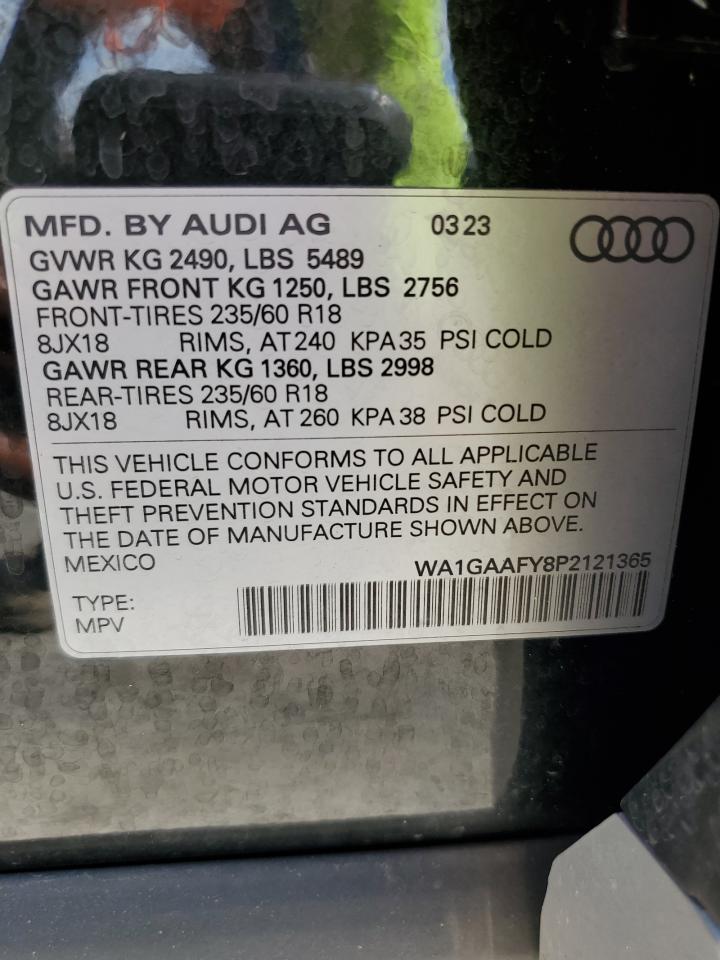 MFD. BY AUDI AG 03 23
GVWR KG 2490, LBS 5489
GAWR FRONT KG 1250, LBS 2756
FRONT-TIRES 235/60 R18
8JX18 RIMS, AT 240 KPA 35 PSI COLD
GAWR REAR KG 1360, LBS 2998
REAR-TIRES 235/60 R18
8JX18 RIMS, AT 260 KPA 38 PSI COLD
THIS VEHICLE CONFORMS TO ALL APPLICABLE
U.S. FEDERAL MOTOR VEHICLE SAFETY AND
THEFT PREVENTION STANDARDS IN EFFECT ON
THE DATE OF MANUFACTURE SHOWN ABOVE.
MEXICO WA1GAAFY8P2121365
TYPE:
MPV